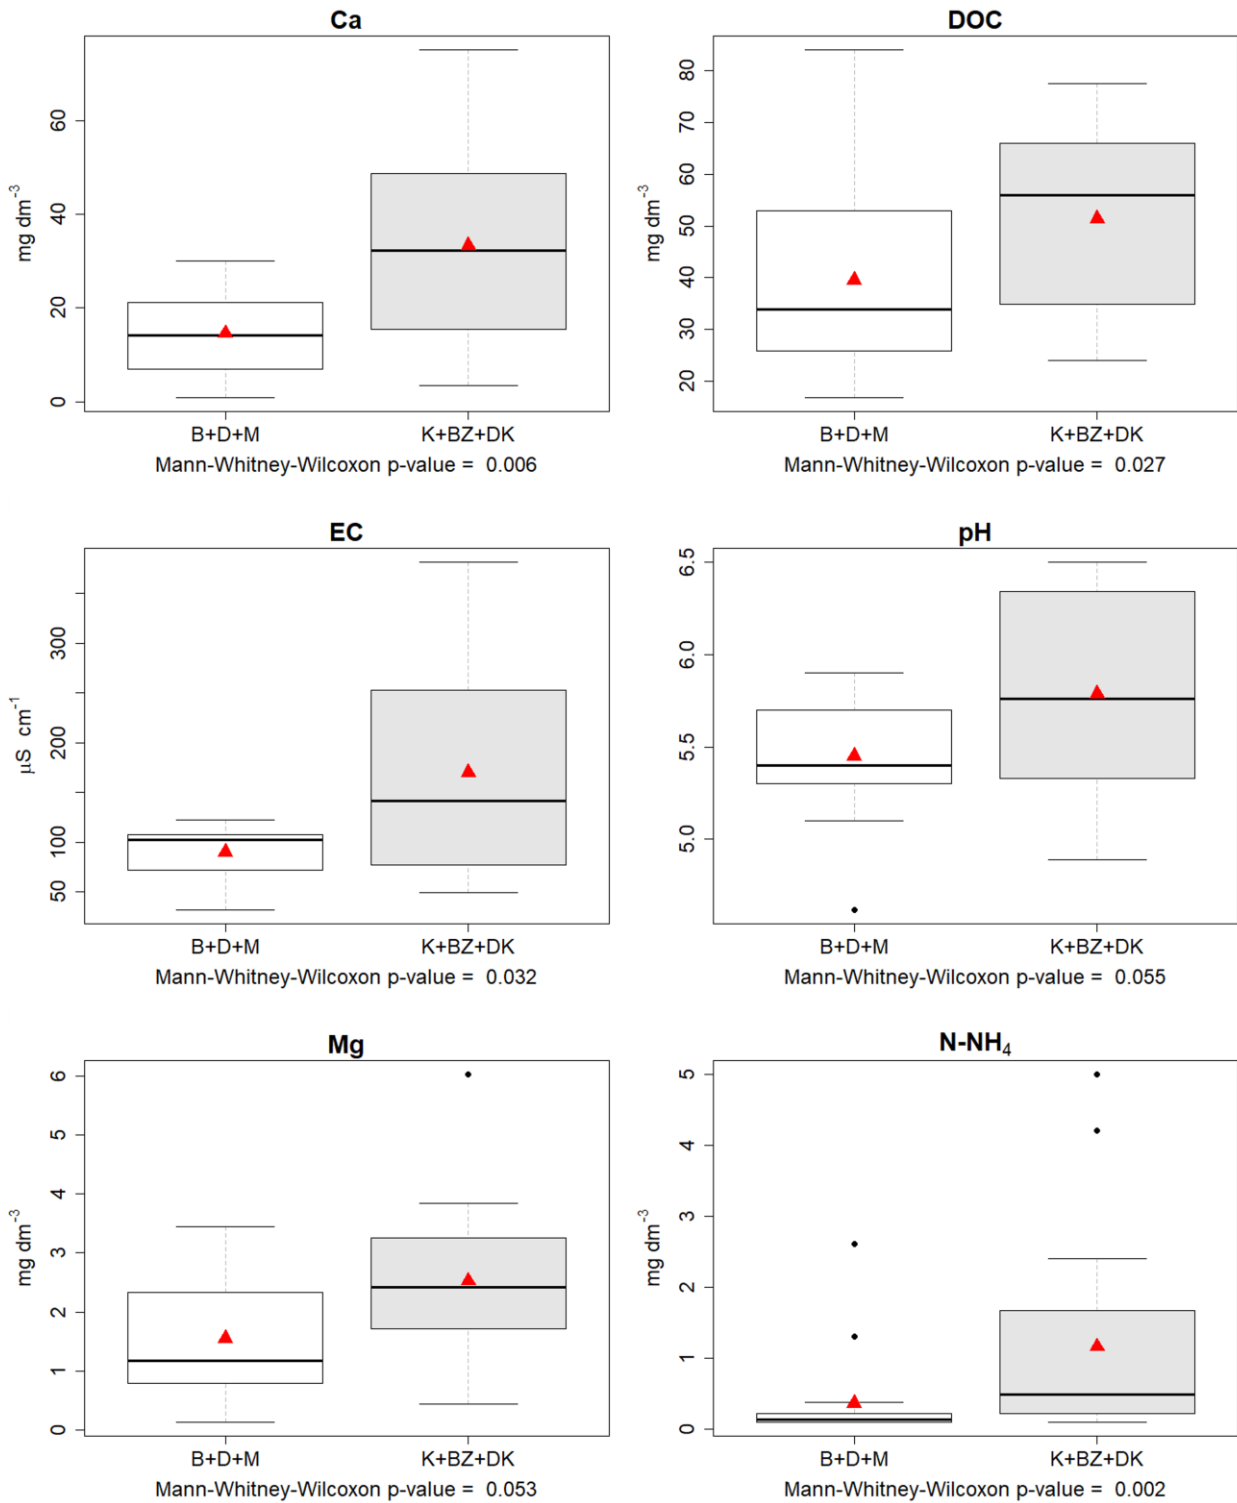 Ca
mg dm⁻³
60
40
20
0
B+D+M K+BZ+DK
Mann-Whitney-Wilcoxon p-value = 0.006
DOC
mg dm⁻³
80
70
60
50
40
30
20
B+D+M K+BZ+DK
Mann-Whitney-Wilcoxon p-value = 0.027
EC
μS cm⁻¹
300
200
100
50
B+D+M K+BZ+DK
Mann-Whitney-Wilcoxon p-value = 0.032
pH
6.5
6.0
5.5
5.0
B+D+M K+BZ+DK
Mann-Whitney-Wilcoxon p-value = 0.055
Mg
mg dm⁻³
6
5
4
3
2
1
0
B+D+M K+BZ+DK
Mann-Whitney-Wilcoxon p-value = 0.053
N-NH₄
mg dm⁻³
5
4
3
2
1
0
B+D+M K+BZ+DK
Mann-Whitney-Wilcoxon p-value = 0.002